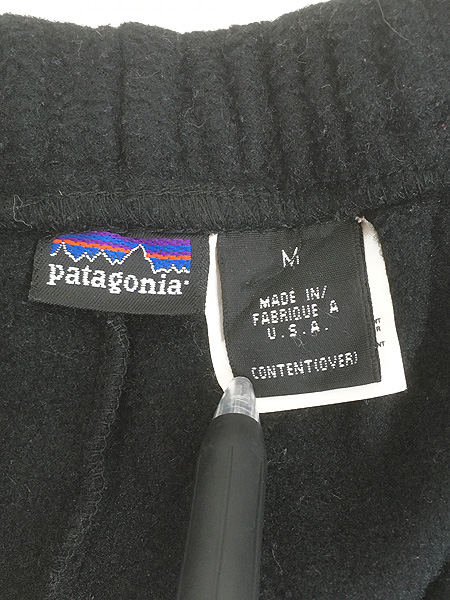 patagonia
M
MADE IN/
FABRIQUE A
U.S.A.
CONTENT(OVER)